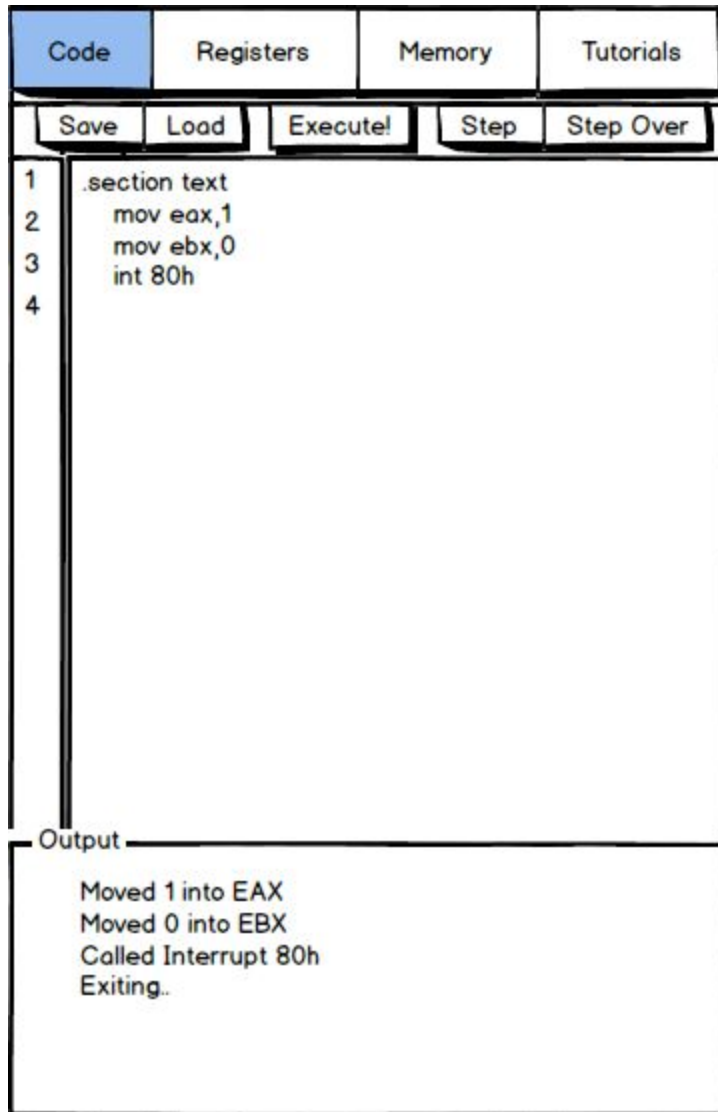 Code Registers Memory Tutorials
Save Load Execute! Step Step Over
1 .section text
2 mov eax,1
3 mov ebx,0
4 int 80h
Output
Moved 1 into EAX
Moved 0 into EBX
Called Interrupt 80h
Exiting..